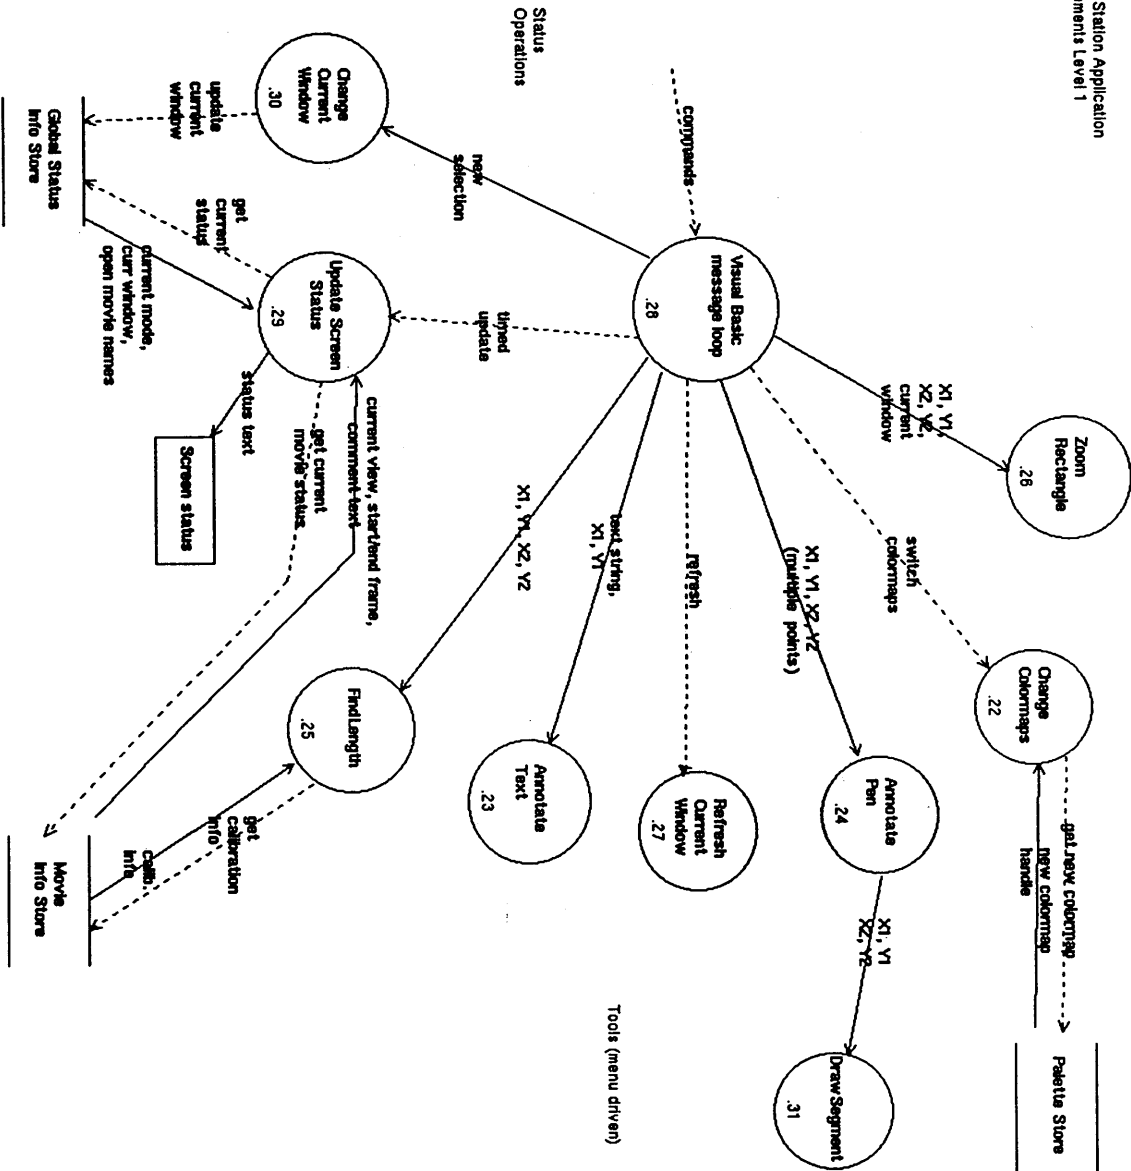 Station Application
ments Level 1
Status
Operations
Tools (menu driven)
commands
Visual Basic
message loop
.28
new
selection
Change
Current
Window
.30
update
current
window
Global Status
Info Store
get
current
status
current mode,
curr window,
open movie names
timed
update
Update Screen
Status
.29
status text
Screen status
get current
movie status
current view, start/end frame,
comment text
Movie
Info Store
X1, Y1, X2, Y2
FindLength
.25
get
calibration
info
calib.
info
text string,
X1, Y1
Annotate
Text
.23
refresh
Refresh
Current
Window
.27
X1, Y1, X2, Y2
(multiple points)
Annotate
Pen
.24
X1, Y1
X2, Y2
DrawSegment
.31
switch
colormaps
Change
Colormaps
.22
get new colormap
new colormap
handle
Palette Store
X1, Y1,
X2, Y2,
current
window
Zoom
Rectangle
.26